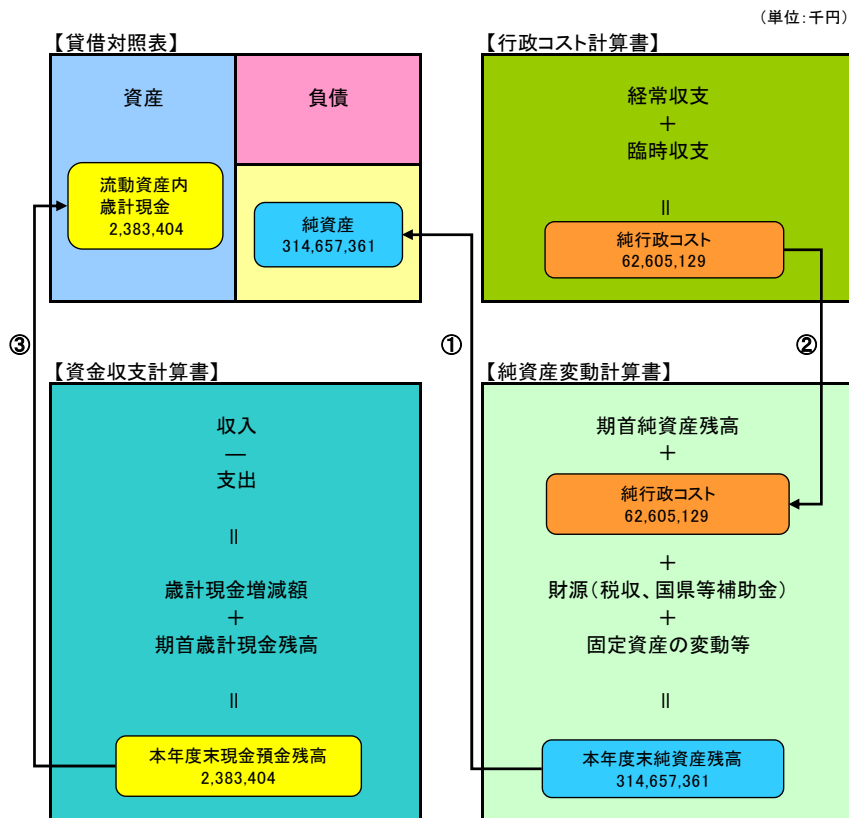 （単位：千円）
【貸借対照表】
資産
負債
流動資産内
歳計現金
2,383,404
純資産
314,657,361
【行政コスト計算書】
経常収支
＋
臨時収支
||
純行政コスト
62,605,129
③
①
②
【資金収支計算書】
収入
―
支出
||
歳計現金増減額
＋
期首歳計現金残高
||
本年度末現金預金残高
2,383,404
【純資産変動計算書】
期首純資産残高
＋
純行政コスト
62,605,129
＋
財源（税収、国県等補助金）
＋
固定資産の変動等
||
本年度末純資産残高
314,657,361